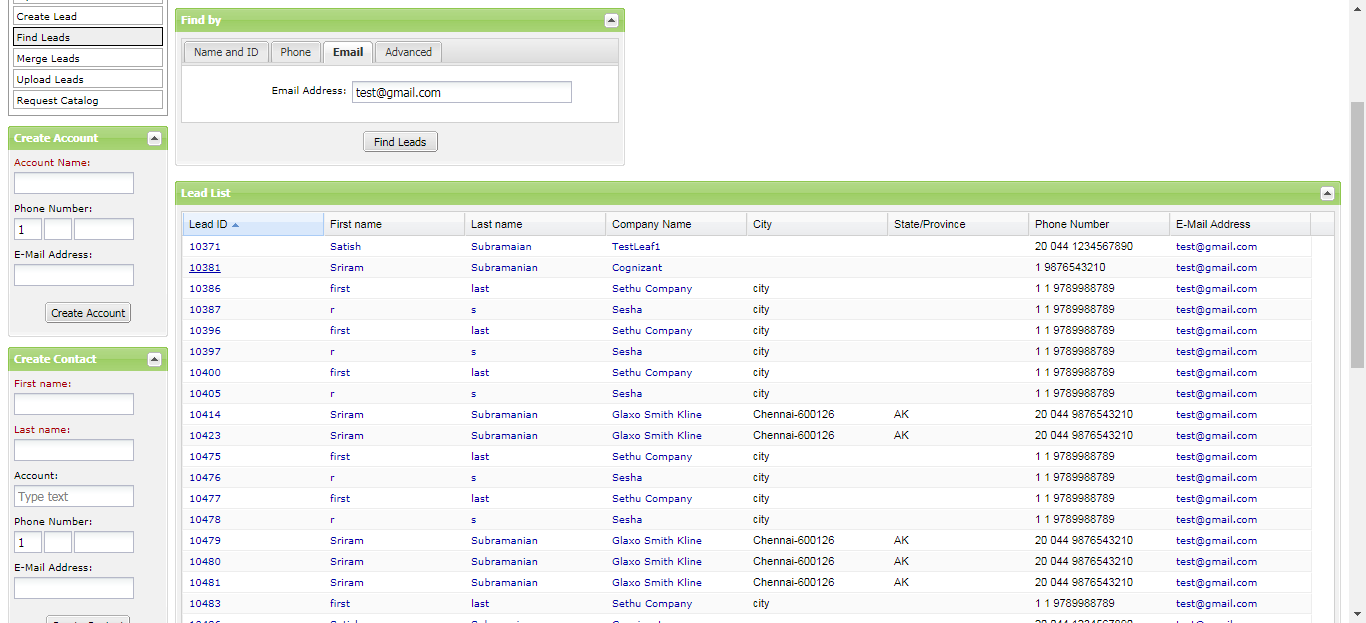 Create Lead
Find Leads
Merge Leads
Upload Leads
Request Catalog
Create Account
Account Name:
Phone Number:
1
E-Mail Address:
Create Account
Create Contact
First name:
Last name:
Account:
Type text
Phone Number:
1
E-Mail Address:
Find by
Name and ID Phone Email Advanced
Email Address: test@gmail.com
Find Leads
Lead List
Lead ID First name Last name Company Name City State/Province Phone Number E-Mail Address
10371 Satish Subramaian TestLeaf1 20 044 1234567890 test@gmail.com
10381 Sriram Subramanian Cognizant 1 9876543210 test@gmail.com
10386 first last Sethu Company city 1 1 9789988789 test@gmail.com
10387 r s Sesha city 1 1 9789988789 test@gmail.com
10396 first last Sethu Company city 1 1 9789988789 test@gmail.com
10397 r s Sesha city 1 1 9789988789 test@gmail.com
10400 first last Sethu Company city 1 1 9789988789 test@gmail.com
10405 r s Sesha city 1 1 9789988789 test@gmail.com
10414 Sriram Subramanian Glaxo Smith Kline Chennai-600126 AK 20 044 9876543210 test@gmail.com
10423 Sriram Subramanian Glaxo Smith Kline Chennai-600126 AK 20 044 9876543210 test@gmail.com
10475 first last Sethu Company city 1 1 9789988789 test@gmail.com
10476 r s Sesha city 1 1 9789988789 test@gmail.com
10477 first last Sethu Company city 1 1 9789988789 test@gmail.com
10478 r s Sesha city 1 1 9789988789 test@gmail.com
10479 Sriram Subramanian Glaxo Smith Kline Chennai-600126 AK 20 044 9876543210 test@gmail.com
10480 Sriram Subramanian Glaxo Smith Kline Chennai-600126 AK 20 044 9876543210 test@gmail.com
10481 Sriram Subramanian Glaxo Smith Kline Chennai-600126 AK 20 044 9876543210 test@gmail.com
10483 first last Sethu Company city 1 1 9789988789 test@gmail.com